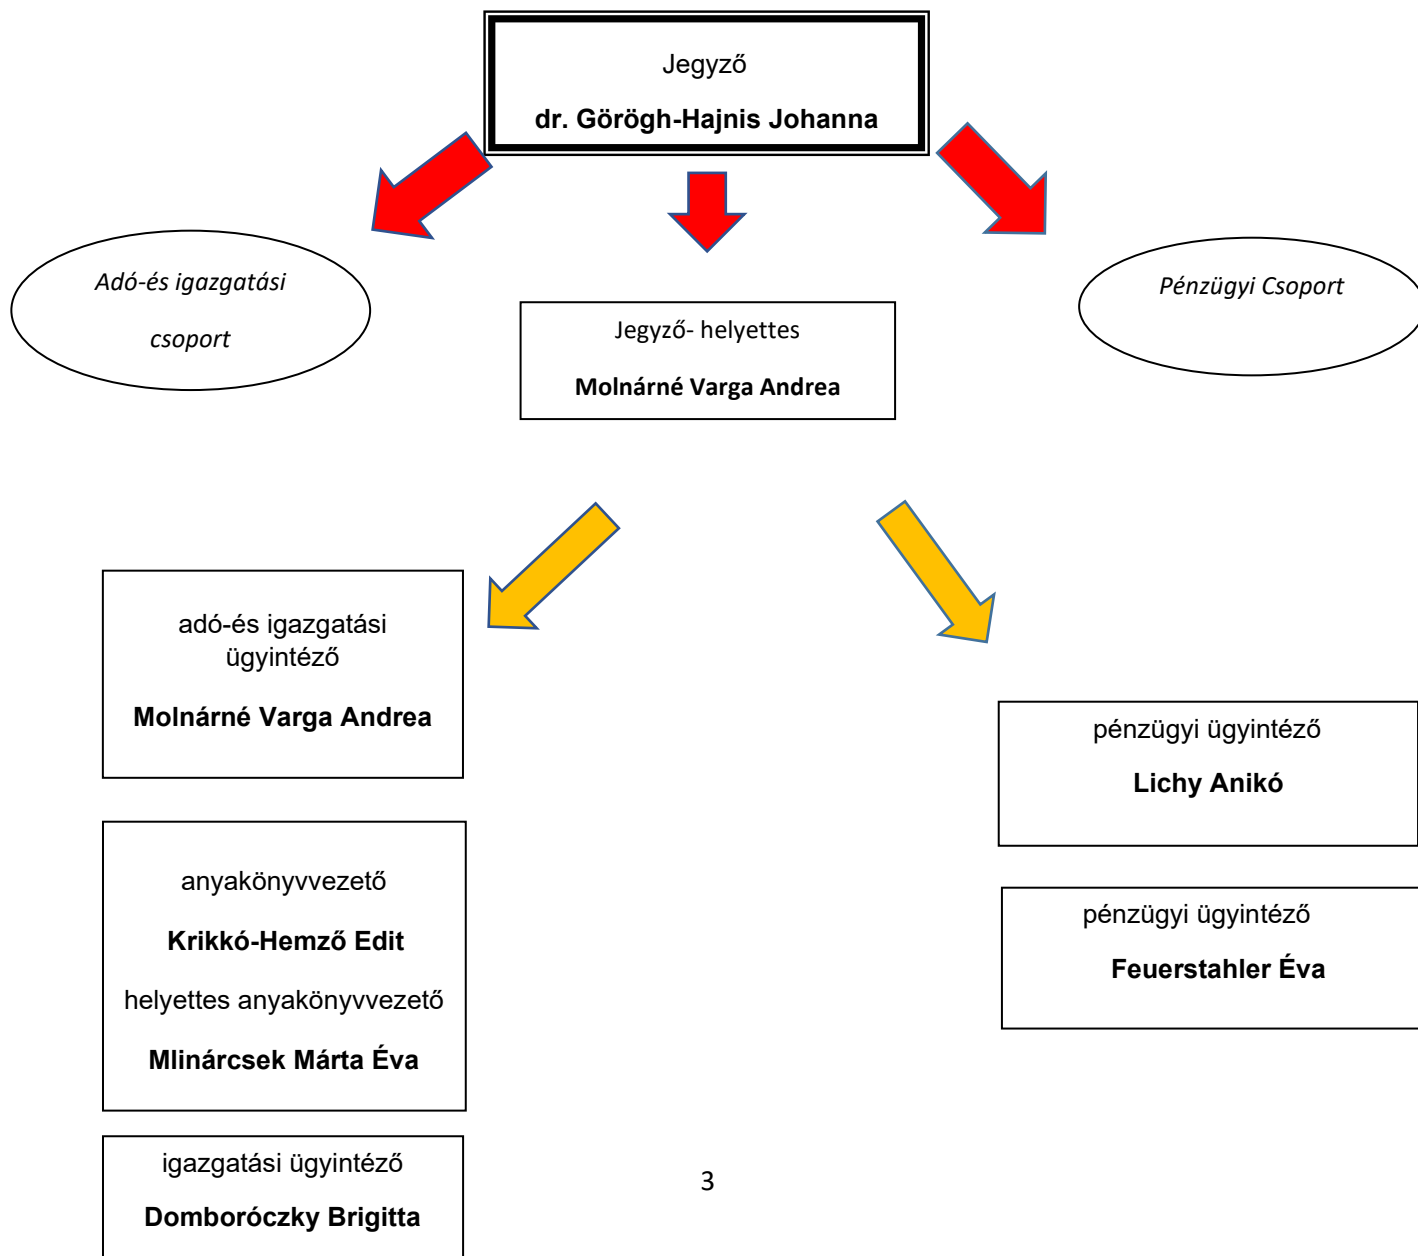 Jegyző
dr. Görögh-Hajnis Johanna
Adó-és igazgatási
csoport
Jegyző- helyettes
Molnárné Varga Andrea
Pénzügyi Csoport
adó-és igazgatási
ügyintéző
Molnárné Varga Andrea
anyakönyvvezető
Krikkó-Hemző Edit
helyettes anyakönyvvezető
Mlinárcsek Márta Éva
igazgatási ügyintéző
Domboróczky Brigitta
pénzügyi ügyintéző
Lichy Anikó
pénzügyi ügyintéző
Feuerstahler Éva
3